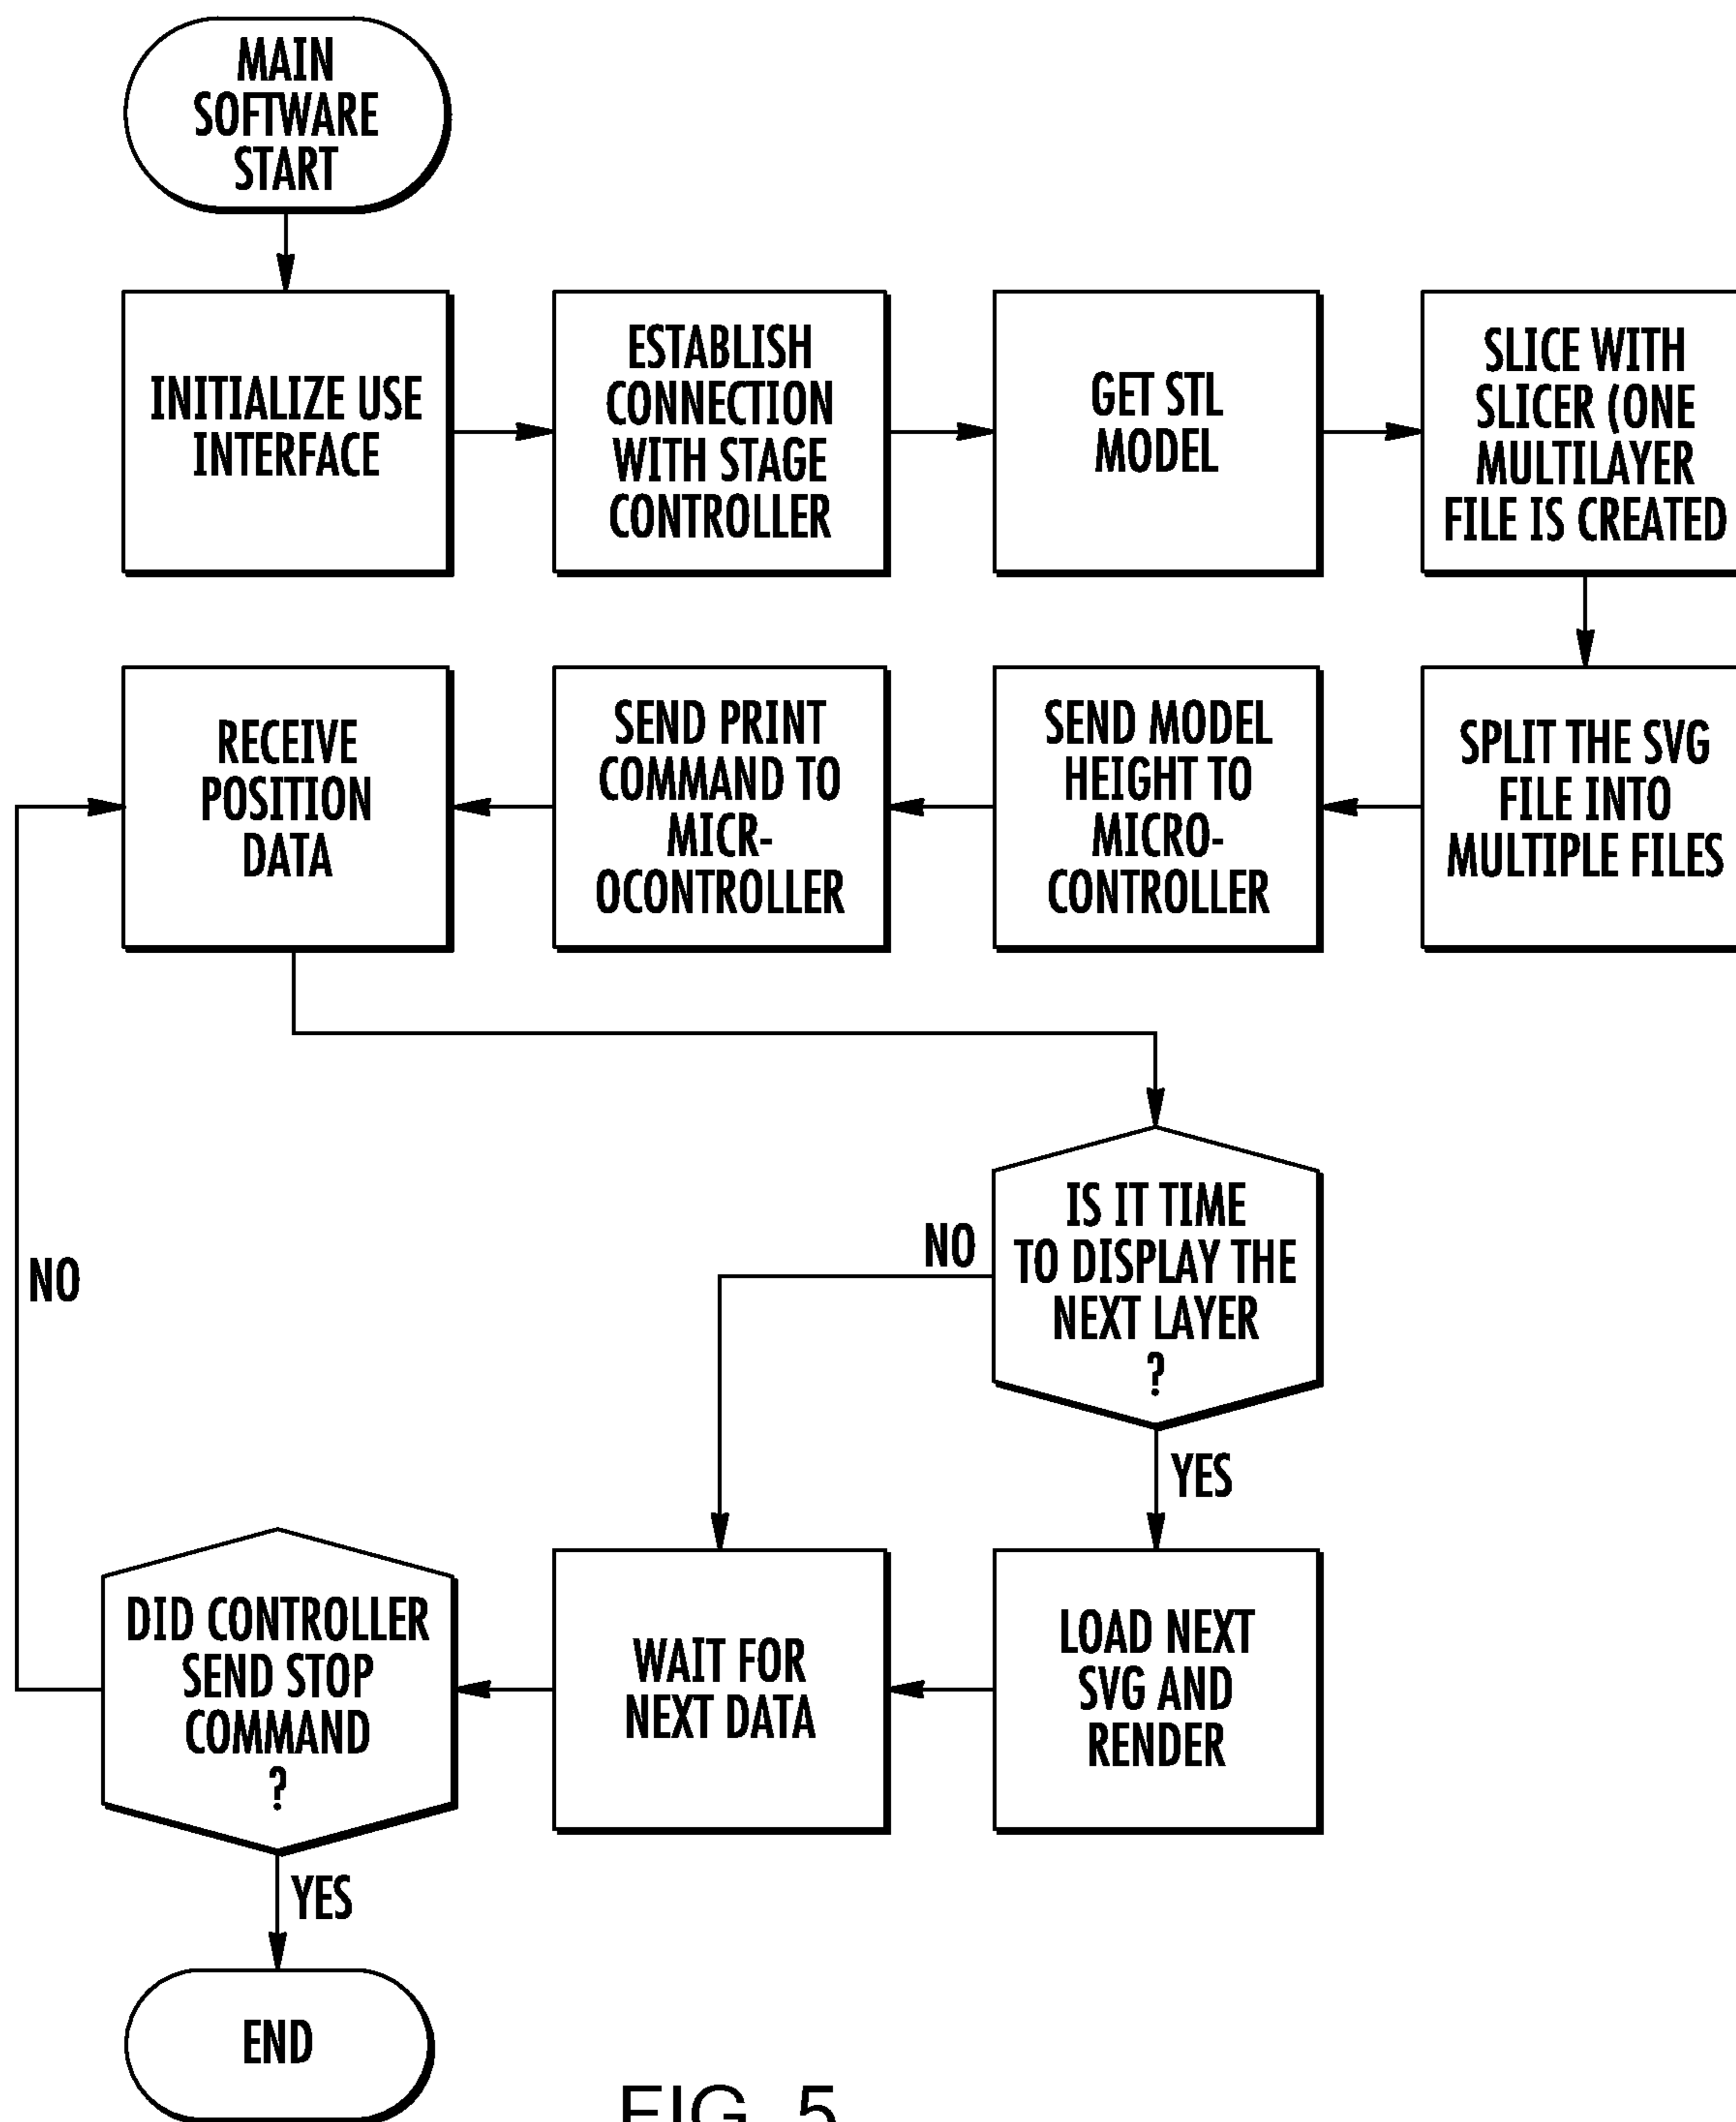 MAIN
SOFTWARE
START
INITIALIZE USE
INTERFACE
ESTABLISH
CONNECTION
WITH STAGE
CONTROLLER
GET STL
MODEL
SLICE WITH
SLICER (ONE
MULTILAYER
FILE IS CREATED
RECEIVE
POSITION
DATA
SEND PRINT
COMMAND TO
MICR-
OCONTROLLER
SEND MODEL
HEIGHT TO
MICRO-
CONTROLLER
SPLIT THE SVG
FILE INTO
MULTIPLE FILES
IS IT TIME
TO DISPLAY THE
NEXT LAYER
?
NO
NO
YES
DID CONTROLLER
SEND STOP
COMMAND
?
WAIT FOR
NEXT DATA
LOAD NEXT
SVG AND
RENDER
YES
END
FIG. 5